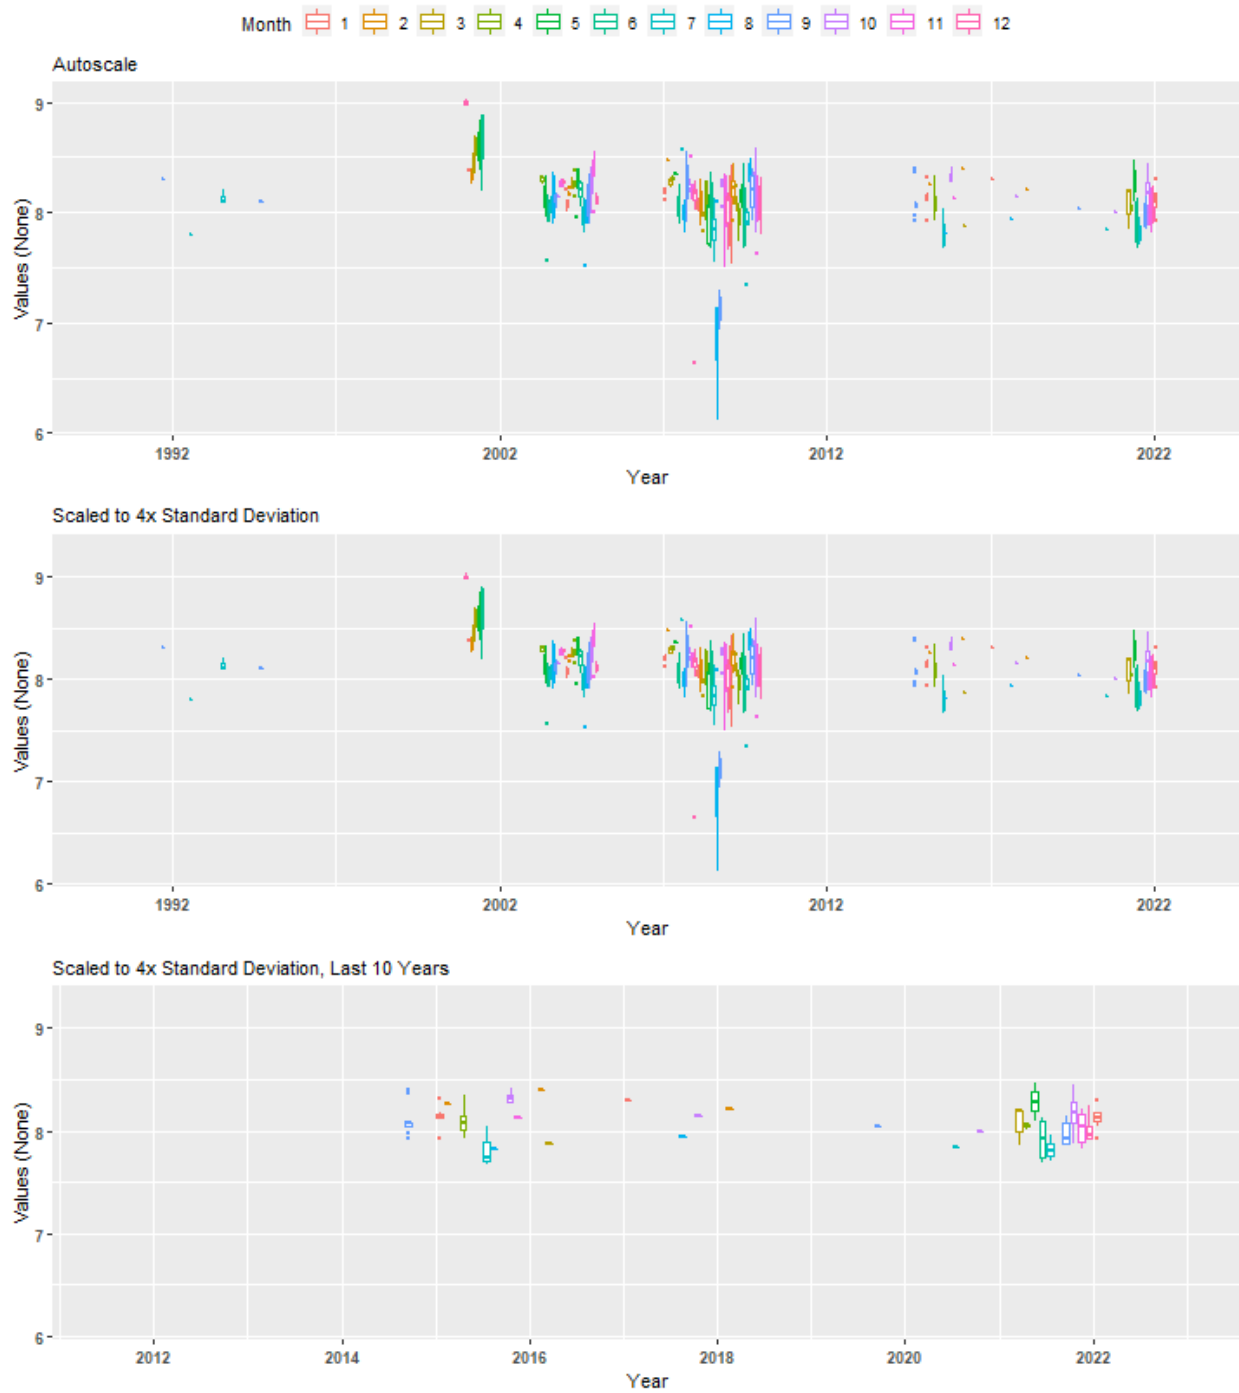 Month 1 2 3 4 5 6 7 8 9 10 11 12
Autoscale
Values (None)
9
8
7
6
1992 2002 2012 2022
Year
Scaled to 4x Standard Deviation
Values (None)
9
8
7
6
1992 2002 2012 2022
Year
Scaled to 4x Standard Deviation, Last 10 Years
Values (None)
9
8
7
6
2012 2014 2016 2018 2020 2022
Year